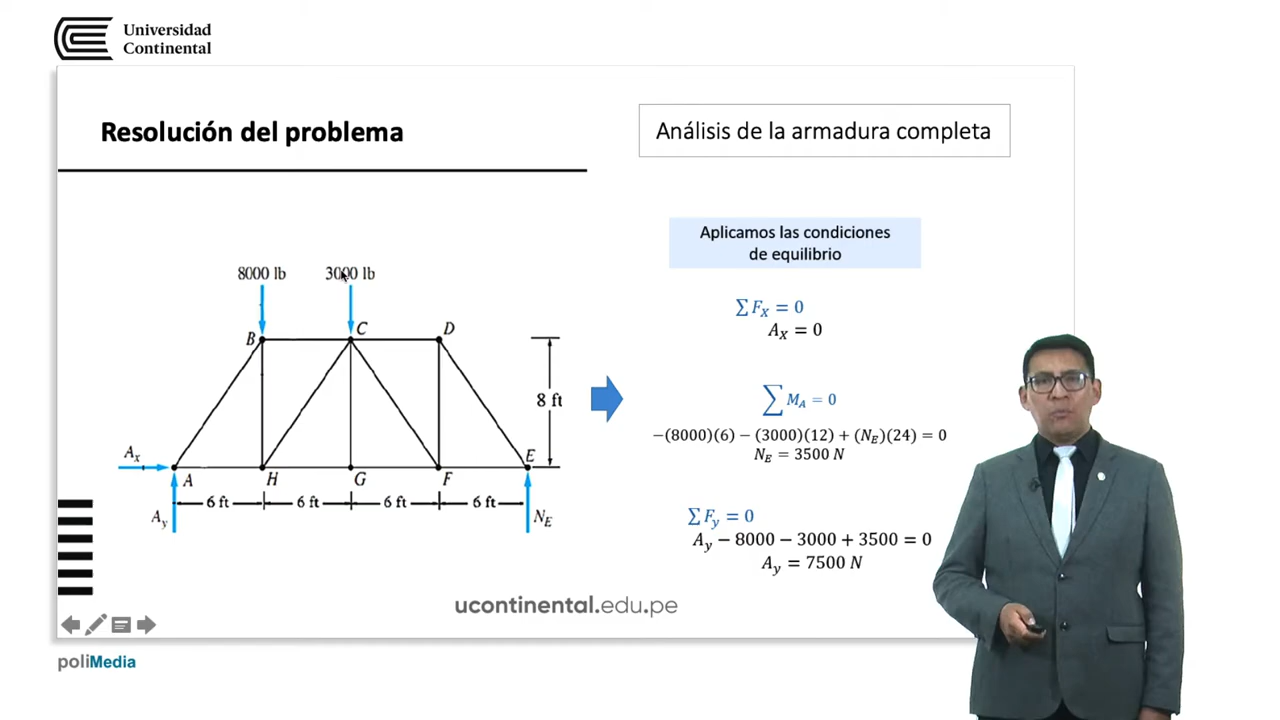 Universidad
Continental
Resolución del problema
Análisis de la armadura completa
Aplicamos las condiciones
de equilibrio
8000 lb
3000 lb
B
C
D
8 ft
A_x
A
H
G
F
E
6 ft
6 ft
6 ft
6 ft
A_y
N_E
∑ F_X = 0
A_X = 0
∑ M_A = 0
−(8000)(6) − (3000)(12) + (N_E)(24) = 0
N_E = 3500 N
∑ F_y = 0
A_y − 8000 − 3000 + 3500 = 0
A_y = 7500 N
ucontinental.edu.pe
poliMedia